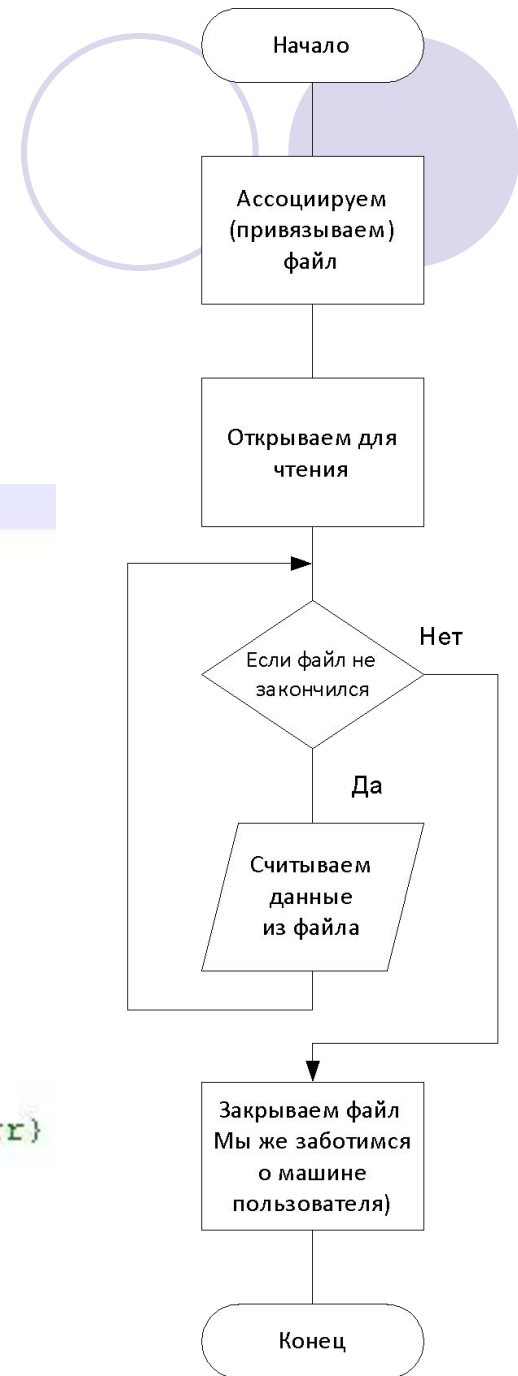 Начало
Ассоциируем
(привязываем)
файл
Открываем для
чтения
Если файл не
закончился
Нет
Да
Считываем
данные
из файла
Закрываем файл
Мы же заботимся
о машине
пользователя)
Конец